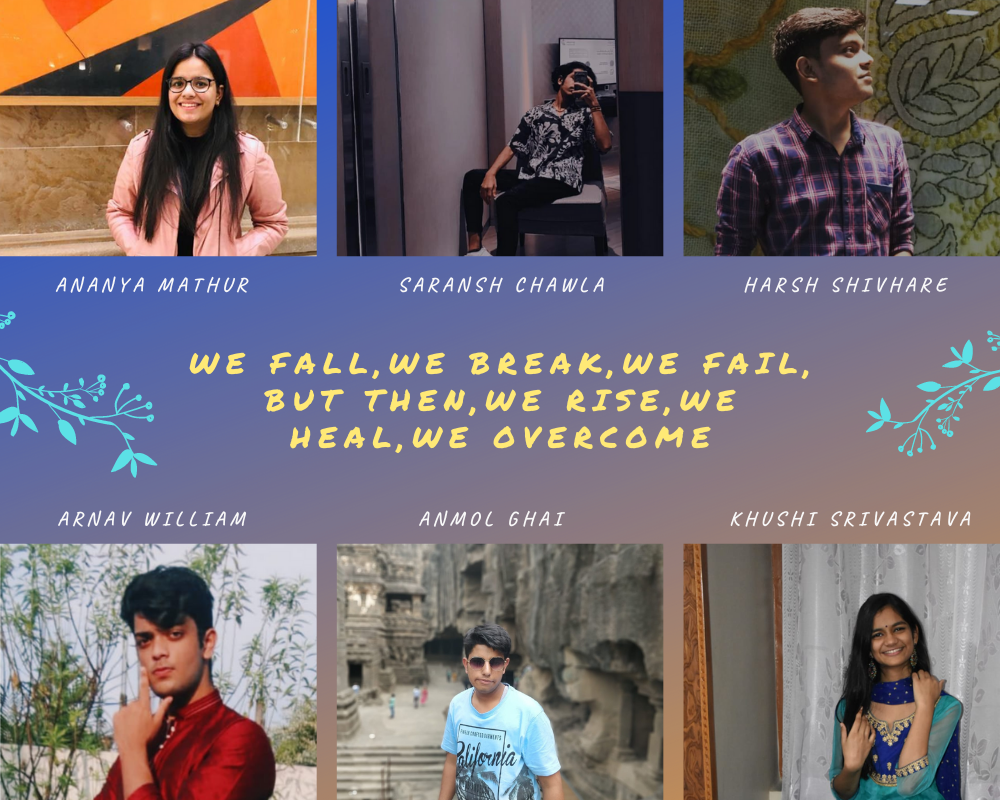 ANANYA MATHUR
SARANSH CHAWLA
HARSH SHIVHARE
WE FALL,WE BREAK,WE FAIL,
BUT THEN,WE RISE,WE
HEAL,WE OVERCOME
ARNAV WILLIAM
ANMOL GHAI
KHUSHI SRIVASTAVA
California